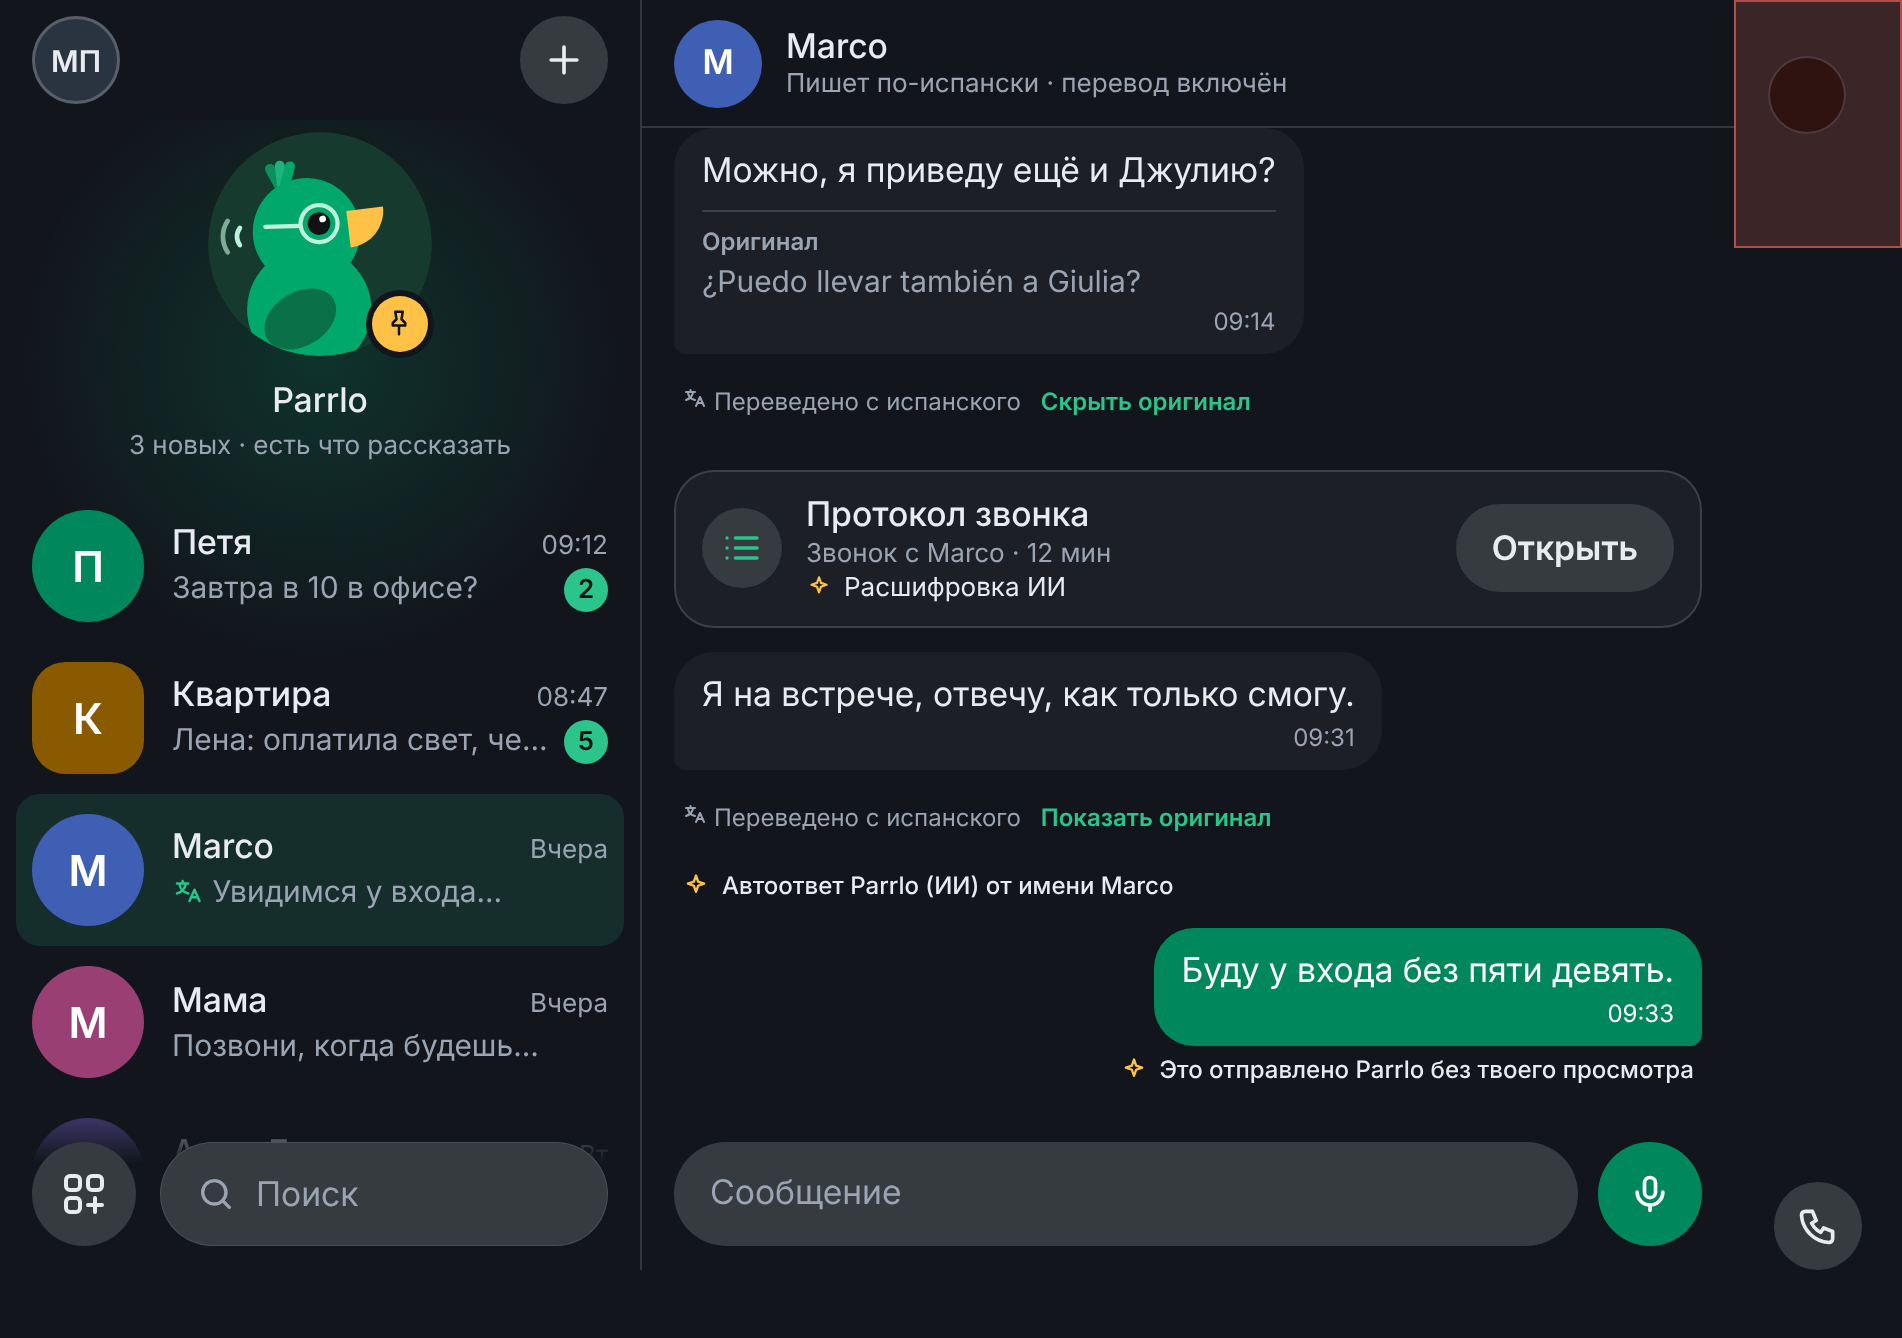 МП
Parrlo
3 новых · есть что рассказать
П
Петя
09:12
Завтра в 10 в офисе?
2
К
Квартира
08:47
Лена: оплатила свет, че...
5
M
Marco
Вчера
Увидимся у входа...
М
Мама
Вчера
Позвони, когда будешь...
Вт
Поиск
M
Marco
Пишет по-испански · перевод включён
Можно, я приведу ещё и Джулию?
Оригинал
¿Puedo llevar también a Giulia?
09:14
Переведено с испанского Скрыть оригинал
Протокол звонка
Звонок с Marco · 12 мин
Расшифровка ИИ
Открыть
Я на встрече, отвечу, как только смогу.
09:31
Переведено с испанского Показать оригинал
Автоответ Parrlo (ИИ) от имени Marco
Буду у входа без пяти девять.
09:33
Это отправлено Parrlo без твоего просмотра
Сообщение